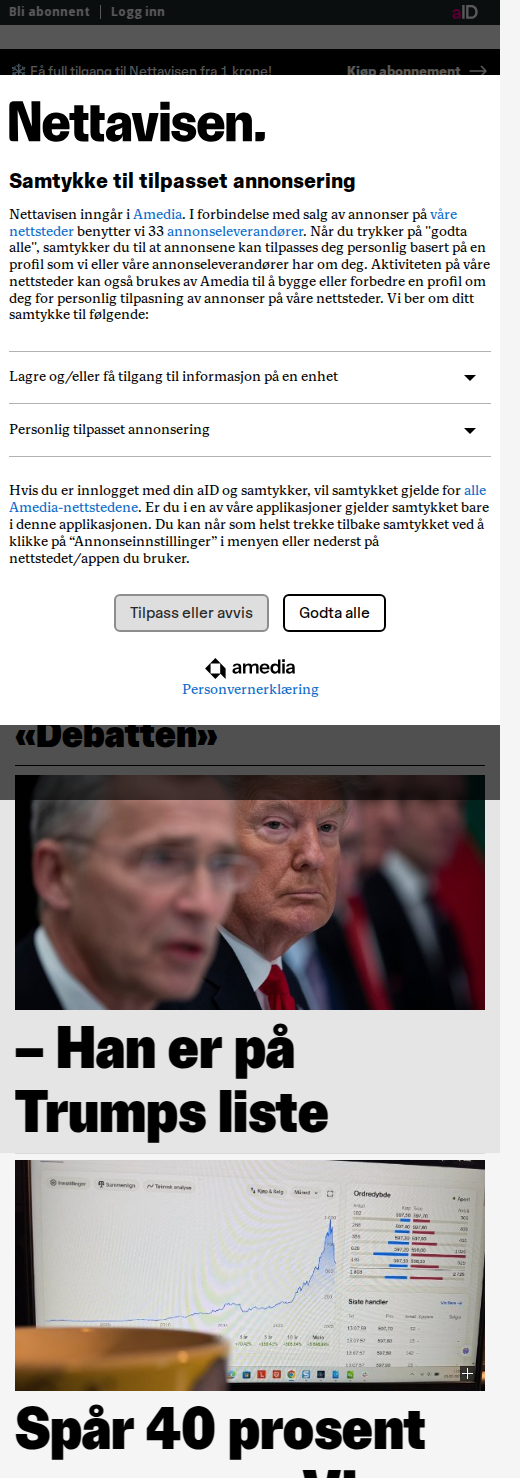 Bli abonnent | Logg inn aID
Få full tilgang til Nettavisen fra 1 krone! Kjøp abonnement →
Nettavisen.
Samtykke til tilpasset annonsering
Nettavisen inngår i Amedia. I forbindelse med salg av annonser på våre
nettsteder benytter vi 33 annonseleverandører. Når du trykker på "godta
alle", samtykker du til at annonsene kan tilpasses deg personlig basert på en
profil som vi eller våre annonseleverandører har om deg. Aktiviteten på våre
nettsteder kan også brukes av Amedia til å bygge eller forbedre en profil om
deg for personlig tilpasning av annonser på våre nettsteder. Vi ber om ditt
samtykke til følgende:
Lagre og/eller få tilgang til informasjon på en enhet
Personlig tilpasset annonsering
Hvis du er innlogget med din aID og samtykker, vil samtykket gjelde for alle
Amedia-nettstedene. Er du i en av våre applikasjoner gjelder samtykket bare
i denne applikasjonen. Du kan når som helst trekke tilbake samtykket ved å
klikke på “Annonseinnstillinger” i menyen eller nederst på
nettstedet/appen du bruker.
Tilpass eller avvis Godta alle
amedia
Personvernerklæring
«Debatten»
– Han er på
Trumps liste
Innstillinger Sammenlign Teknisk analyse Kjøp & Selg Måned
Ordredybde
Siste handler
Spår 40 prosent